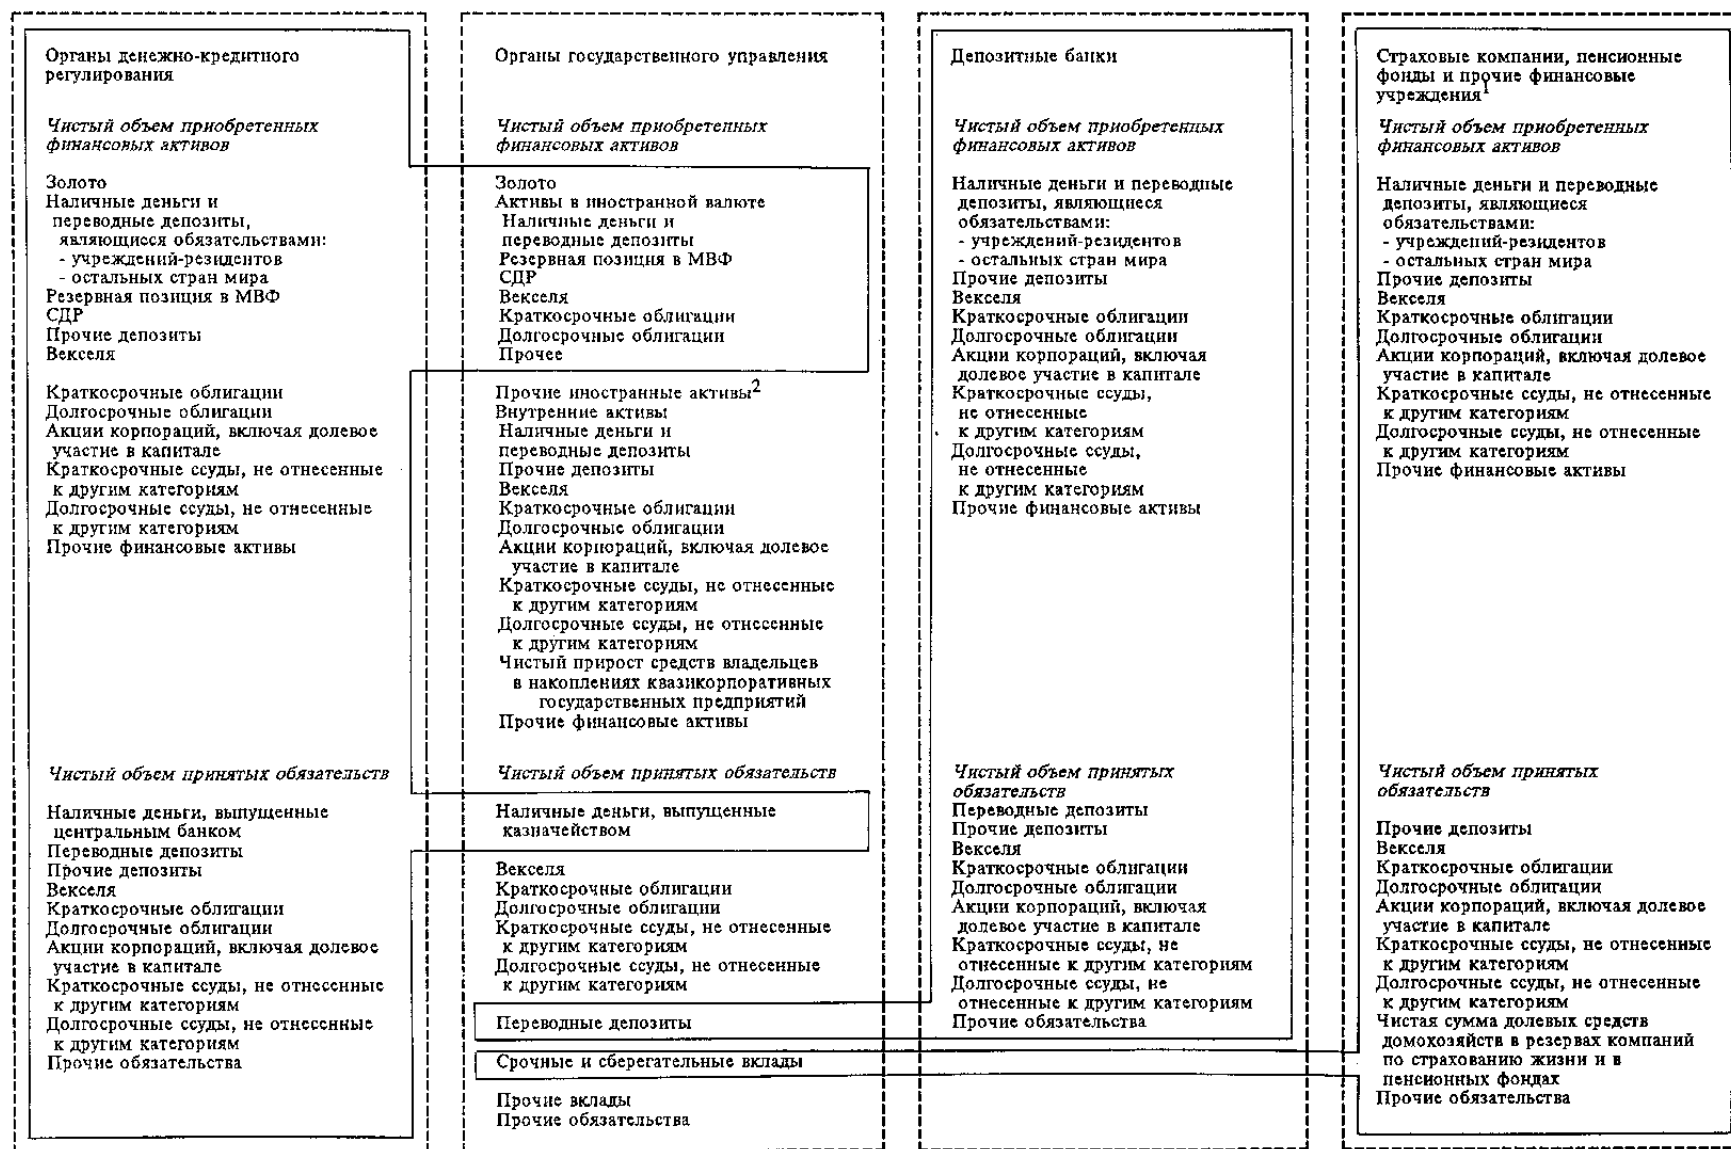 Органы денежно-кредитного
регулирования
Чистый объем приобретенных
финансовых активов
Золото
Наличные деньги и
переводные депозиты,
являющиеся обязательствами:
- учреждений-резидентов
- остальных стран мира
Резервная позиция в МВФ
СДР
Прочие депозиты
Векселя
Краткосрочные облигации
Долгосрочные облигации
Акции корпораций, включая долевое
участие в капитале
Краткосрочные ссуды, не отнесенные
к другим категориям
Долгосрочные ссуды, не отнесенные
к другим категориям
Прочие финансовые активы
Чистый объем принятых обязательств
Наличные деньги, выпущенные
центральным банком
Переводные депозиты
Прочие депозиты
Векселя
Краткосрочные облигации
Долгосрочные облигации
Акции корпораций, включая долевое
участие в капитале
Краткосрочные ссуды, не отнесенные
к другим категориям
Долгосрочные ссуды, не отнесенные
к другим категориям
Прочие обязательства
Органы государственного управления
Чистый объем приобретенных
финансовых активов
Золото
Активы в иностранной валюте
Наличные деньги и
переводные депозиты
Резервная позиция в МВФ
СДР
Векселя
Краткосрочные облигации
Долгосрочные облигации
Прочее
Прочие иностранные активы²
Внутренние активы
Наличные деньги и
переводные депозиты
Прочие депозиты
Векселя
Краткосрочные облигации
Долгосрочные облигации
Акции корпораций, включая долевое
участие в капитале
Краткосрочные ссуды, не отнесенные
к другим категориям
Долгосрочные ссуды, не отнесенные
к другим категориям
Чистый прирост средств владельцев
в накоплениях квазикорпоративных
государственных предприятий
Прочие финансовые активы
Чистый объем принятых обязательств
Наличные деньги, выпущенные
казначейством
Векселя
Краткосрочные облигации
Долгосрочные облигации
Краткосрочные ссуды, не отнесенные
к другим категориям
Долгосрочные ссуды, не отнесенные
к другим категориям
Переводные депозиты
Срочные и сберегательные вклады
Прочие вклады
Прочие обязательства
Депозитные банки
Чистый объем приобретенных
финансовых активов
Наличные деньги и переводные
депозиты, являющиеся
обязательствами:
- учреждений-резидентов
- остальных стран мира
Прочие депозиты
Векселя
Краткосрочные облигации
Долгосрочные облигации
Акции корпораций, включая
долевое участие в капитале
Краткосрочные ссуды,
не отнесенные
к другим категориям
Долгосрочные ссуды,
не отнесенные
к другим категориям
Прочие финансовые активы
Чистый объем принятых
обязательств
Переводные депозиты
Прочие депозиты
Векселя
Краткосрочные облигации
Долгосрочные облигации
Акции корпораций, включая
долевое участие в капитале
Краткосрочные ссуды, не
отнесенные к другим категориям
Долгосрочные ссуды, не
отнесенные к другим категориям
Прочие обязательства
Страховые компании, пенсионные
фонды и прочие финансовые
учреждения¹
Чистый объем приобретенных
финансовых активов
Наличные деньги и переводные
депозиты, являющиеся
обязательствами:
- учреждений-резидентов
- остальных стран мира
Прочие депозиты
Векселя
Краткосрочные облигации
Долгосрочные облигации
Акции корпораций, включая долевое
участие в капитале
Краткосрочные ссуды, не отнесенные
к другим категориям
Долгосрочные ссуды, не отнесенные
к другим категориям
Прочие финансовые активы
Чистый объем принятых
обязательств
Прочие депозиты
Векселя
Краткосрочные облигации
Долгосрочные облигации
Акции корпораций, включая долевое
участие в капитале
Краткосрочные ссуды, не отнесенные
к другим категориям
Долгосрочные ссуды, не отнесенные
к другим категориям
Чистая сумма долевых средств
домохозяйств в резервах компаний
по страхованию жизни и в
пенсионных фондах
Прочие обязательства